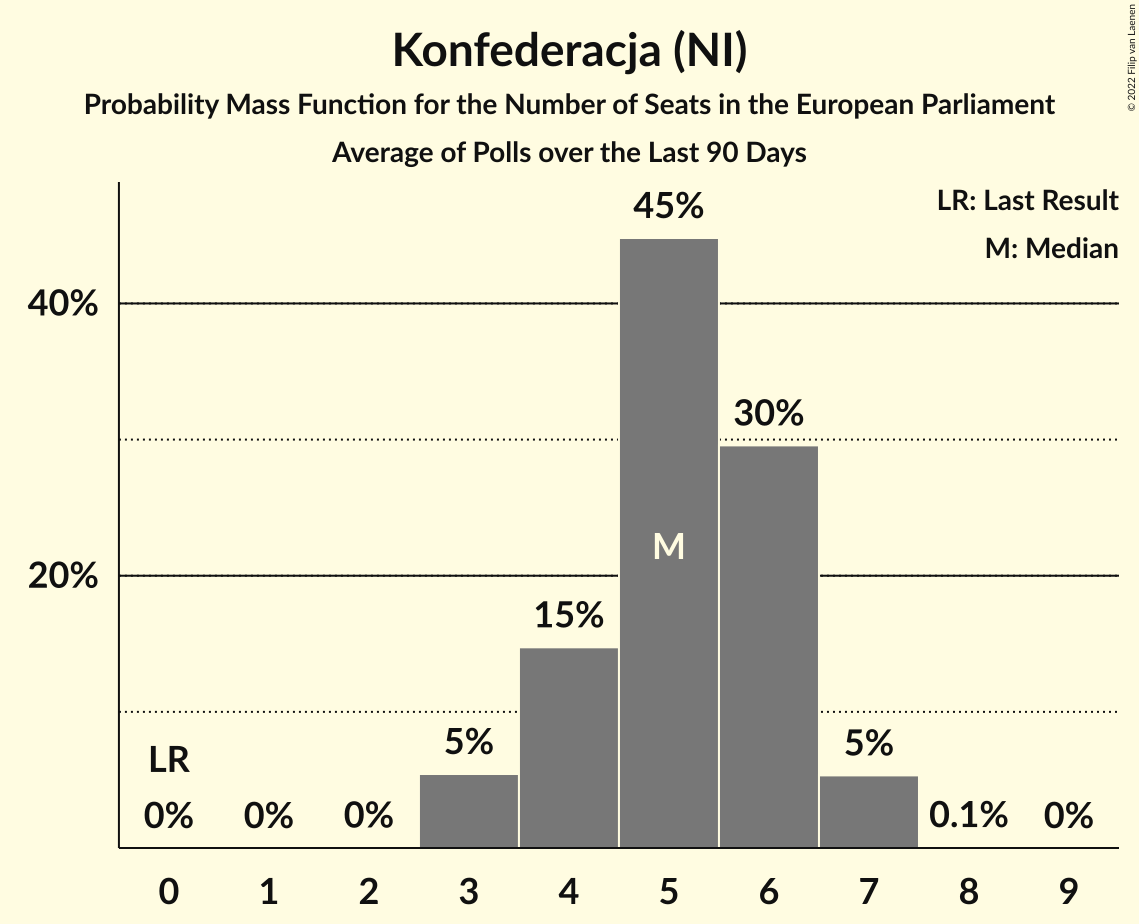 Konfederacja (NI)
Probability Mass Function for the Number of Seats in the European Parliament
Average of Polls over the Last 90 Days
© 2022 Filip van Laenen
LR: Last Result
M: Median
45%
40%
30%
M
20%
15%
5%
5%
LR
0%
0%
0%
0.1%
0%
0 1 2 3 4 5 6 7 8 9